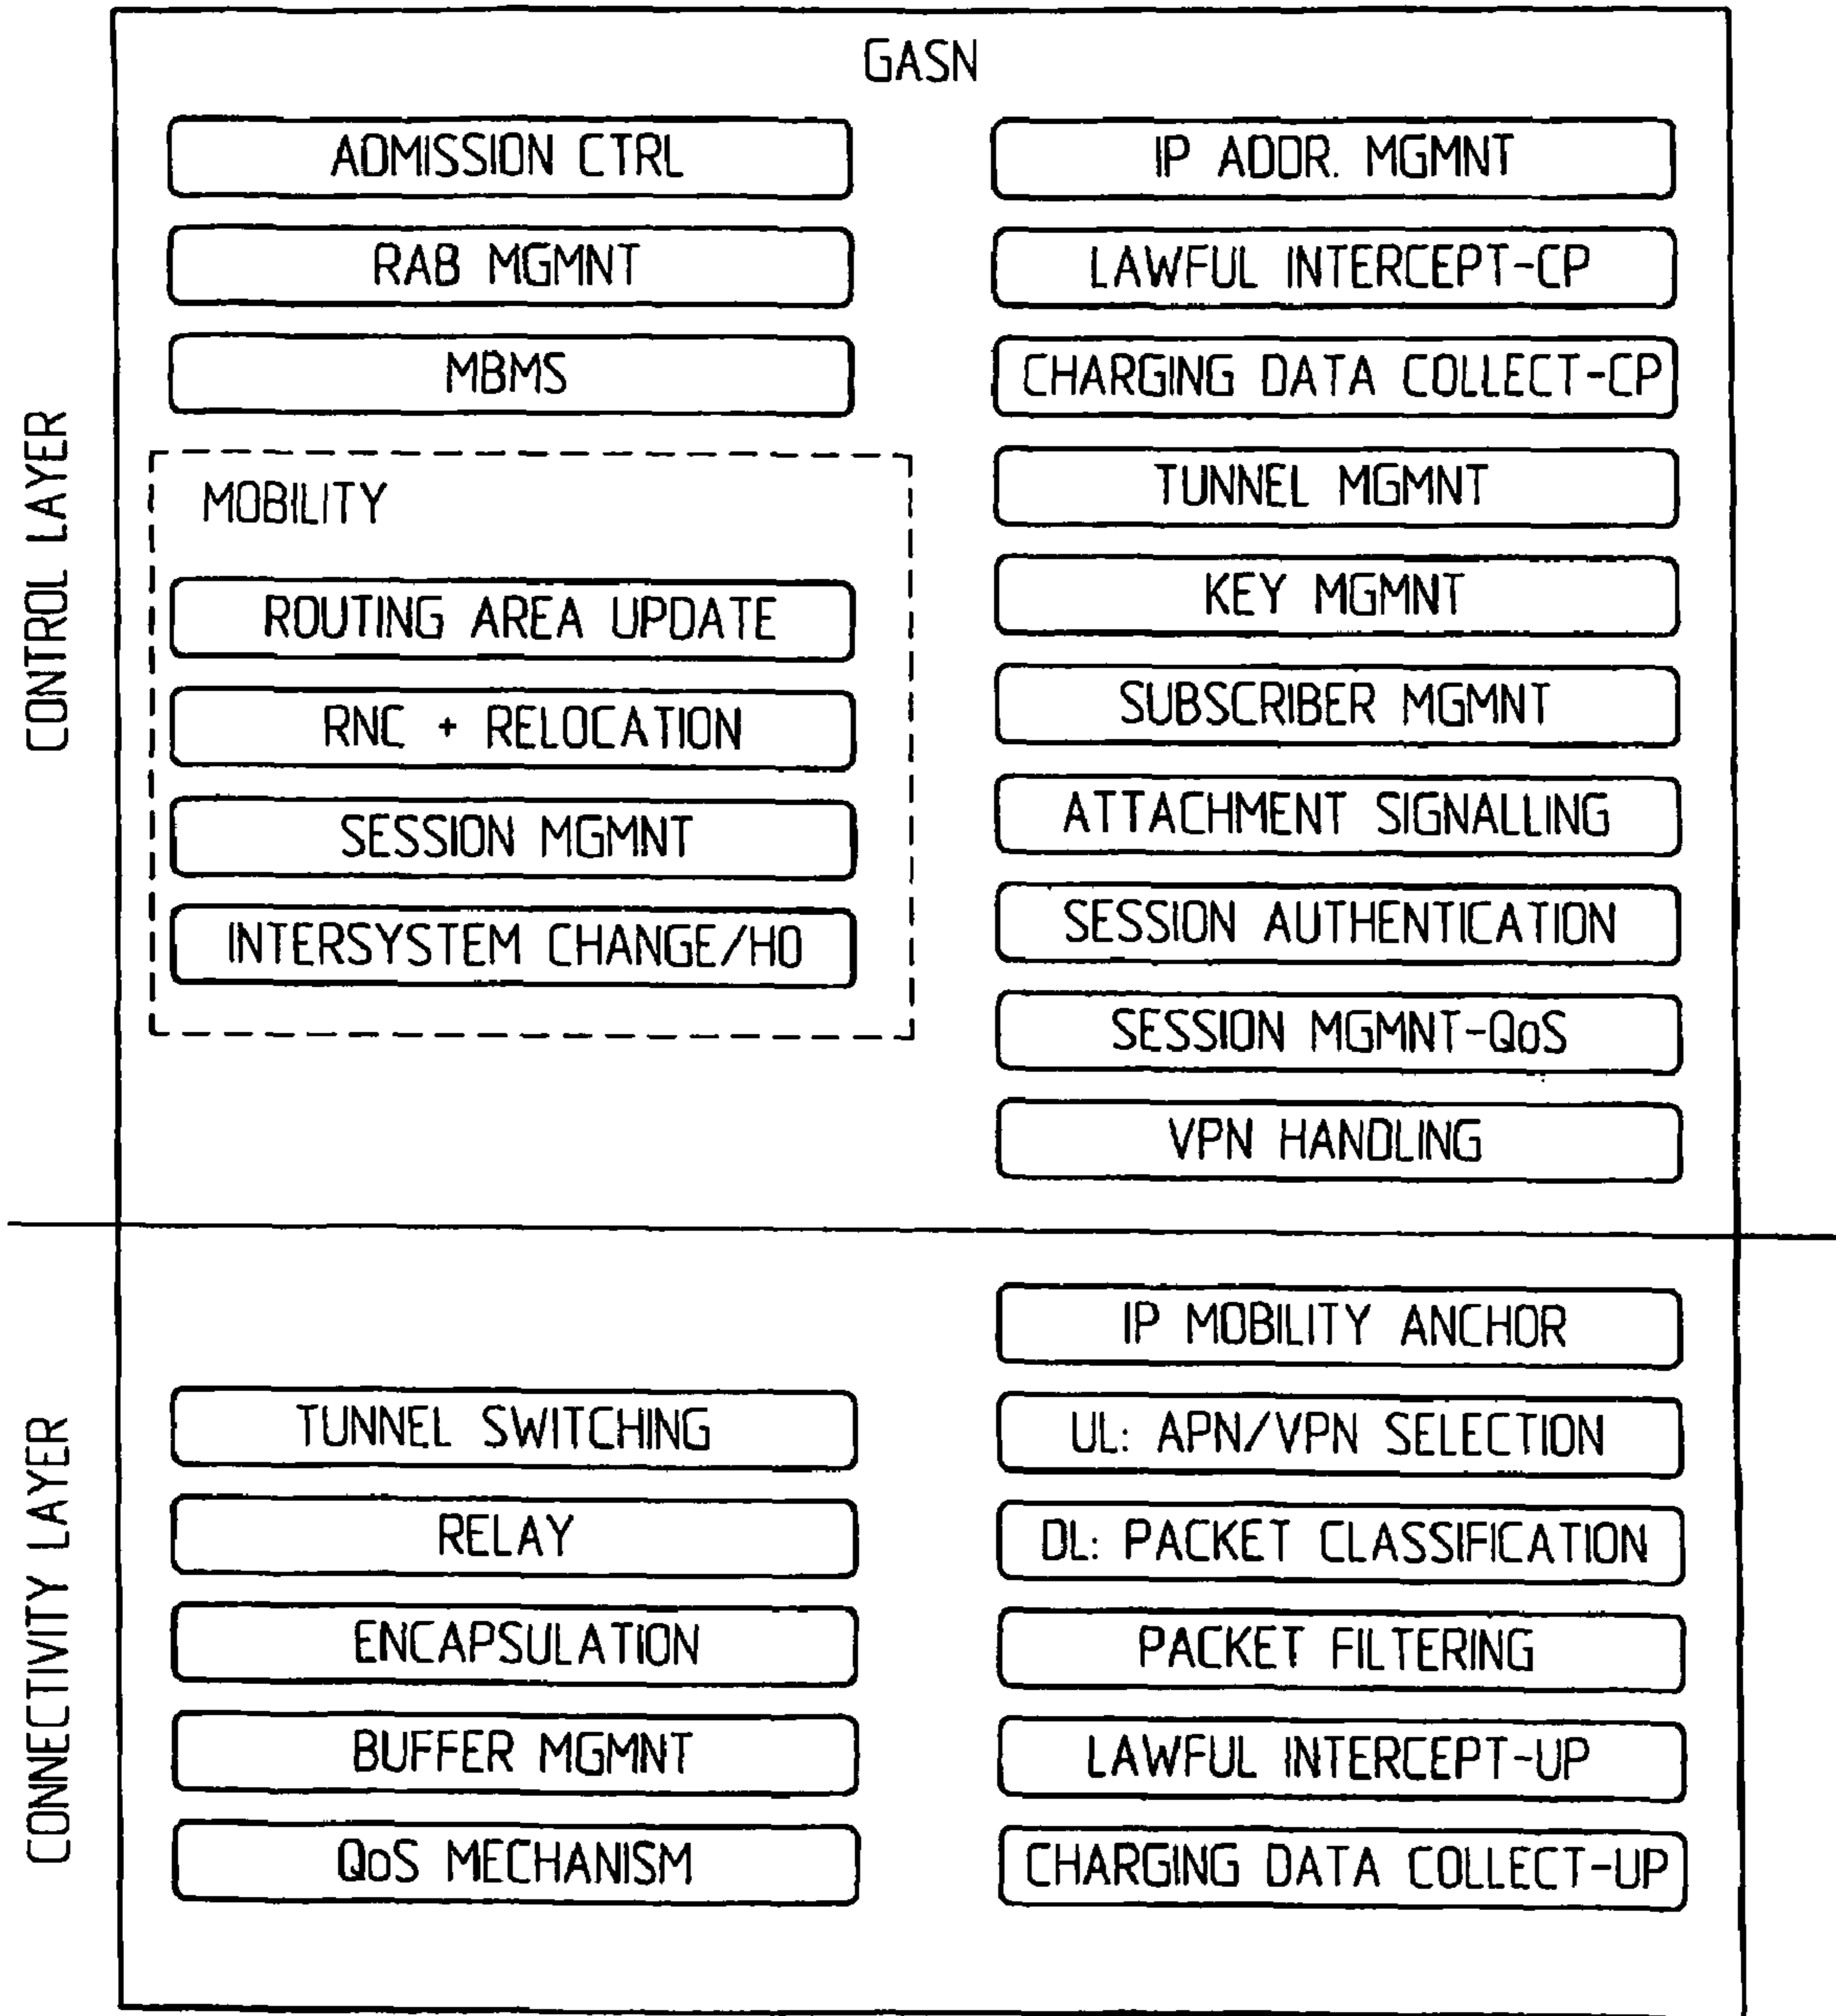 GASN
CONTROL LAYER
ADMISSION CTRL
RAB MGMNT
MBMS
MOBILITY
ROUTING AREA UPDATE
RNC + RELOCATION
SESSION MGMNT
INTERSYSTEM CHANGE/HO
IP ADDR. MGMNT
LAWFUL INTERCEPT-CP
CHARGING DATA COLLECT-CP
TUNNEL MGMNT
KEY MGMNT
SUBSCRIBER MGMNT
ATTACHMENT SIGNALLING
SESSION AUTHENTICATION
SESSION MGMNT-QoS
VPN HANDLING
CONNECTIVITY LAYER
TUNNEL SWITCHING
RELAY
ENCAPSULATION
BUFFER MGMNT
QoS MECHANISM
IP MOBILITY ANCHOR
UL: APN/VPN SELECTION
DL: PACKET CLASSIFICATION
PACKET FILTERING
LAWFUL INTERCEPT-UP
CHARGING DATA COLLECT-UP